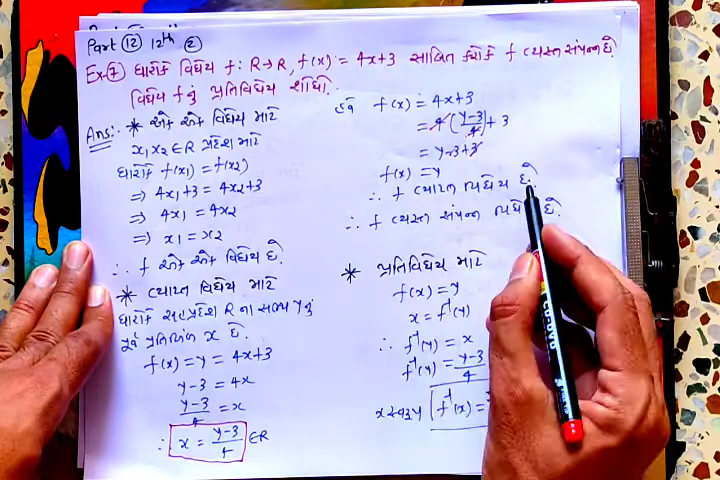 Part 12 12th 2
Ex-7 ધારોકે વિધેય f: R→R, f(x) = 4x+3 સાબિત કરોકે f વ્યસ્ત સંપન્ન છે
વિધેય f નું પ્રતિવિધેય શોધો.
Ans:- * એક એક વિધેય માટે
x₁ x₂ ∈ R પ્રદેશ માટે
ધારોકે f(x₁) = f(x₂)
⇒ 4x₁+3 = 4x₂+3
⇒ 4x₁ = 4x₂
⇒ x₁ = x₂
∴ f એક એક વિધેય છે.
* વ્યાપ્ત વિધેય માટે
ધારોકે સહપ્રદેશ R ના સભ્ય y નું
પૂર્વ પ્રતિબિંબ x છે.
f(x) = y = 4x+3
y-3 = 4x
(y-3)/4 = x
∴ x = (y-3)/4 ∈R
હવે f(x) = 4x+3
= 4((y-3)/4) + 3
= y-3+3
f(x) = y
∴ f વ્યાપ્ત વિધેય છે.
∴ f વ્યસ્ત સંપન્ન વિધેય છે.
* પ્રતિવિધેય માટે
f(x) = y
x = f⁻¹(y)
∴ f⁻¹(y) = x
f⁻¹(y) = (y-3)/4
x સ્વરૂપ f⁻¹(x) =